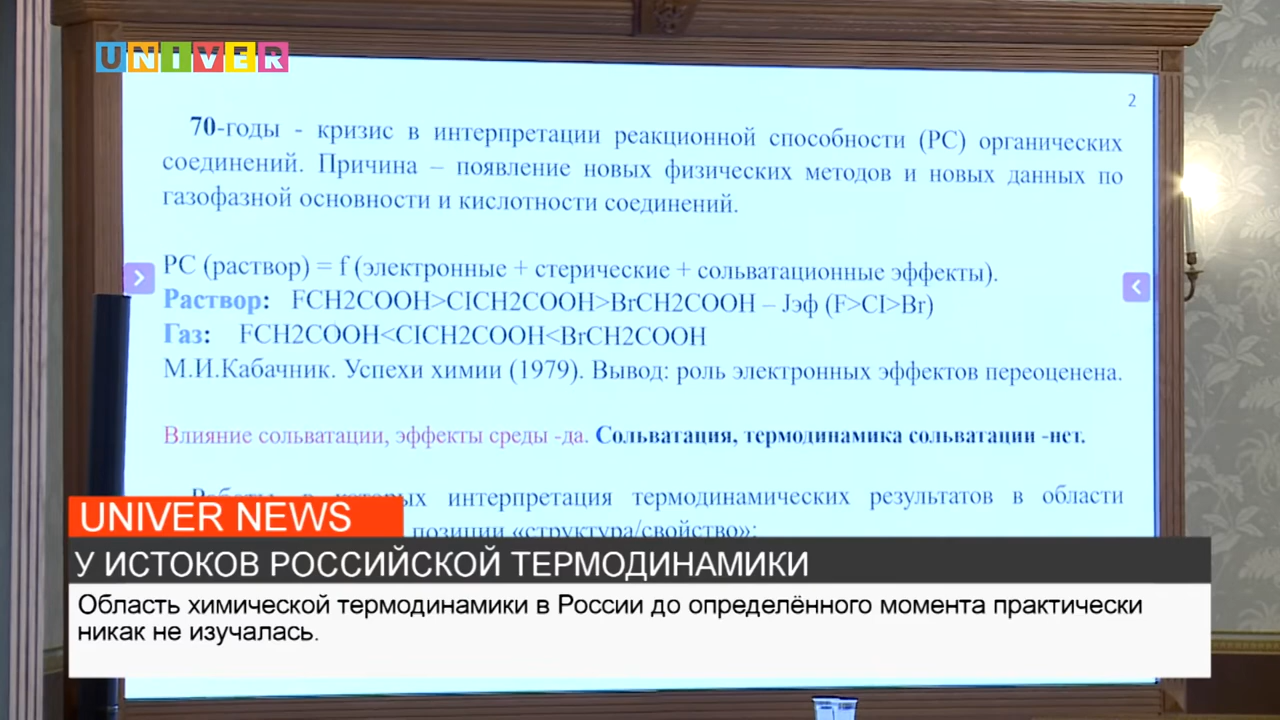 UNIVER
2
70-годы - кризис в интерпретации реакционной способности (РС) органических
соединений. Причина – появление новых физических методов и новых данных по
газофазной основности и кислотности соединений.
РС (раствор) = f (электронные + стерические + сольватационные эффекты).
Раствор: FCH2COOH>ClCH2COOH>BrCH2COOH – Jэф (F>Cl>Br)
Газ: FCH2COOH<ClCH2COOH<BrCH2COOH
М.И.Кабачник. Успехи химии (1979). Вывод: роль электронных эффектов переоценена.
Влияние сольватации, эффекты среды -да. Сольватация, термодинамика сольватации -нет.
Работы, в которых интерпретация термодинамических результатов в области
позиции «структура/свойство»:
UNIVER NEWS
У ИСТОКОВ РОССИЙСКОЙ ТЕРМОДИНАМИКИ
Область химической термодинамики в России до определённого момента практически
никак не изучалась.